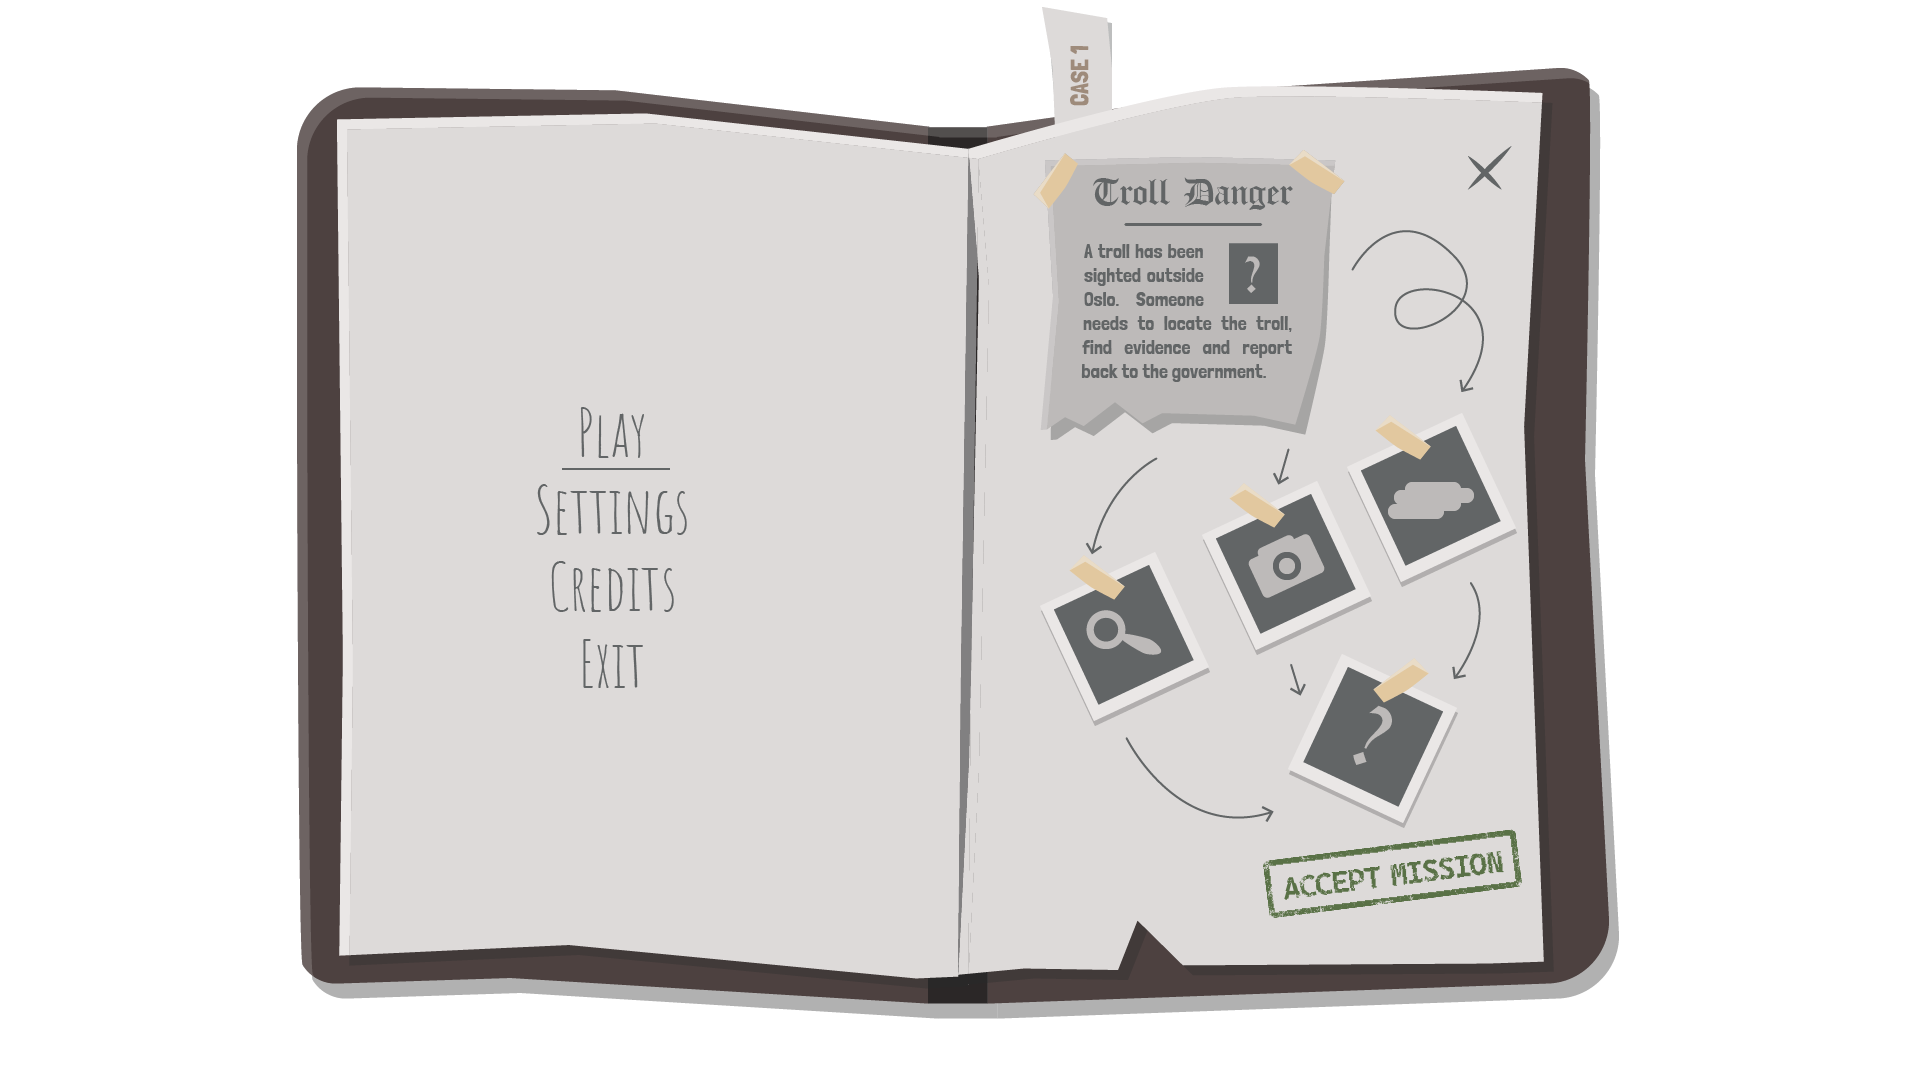 PLAY
SETTINGS
CREDITS
EXIT
CASE 1
Troll Danger
A troll has been
sighted outside
Oslo. Someone
needs to locate the troll,
find evidence and report
back to the government.
?
?
ACCEPT MISSION